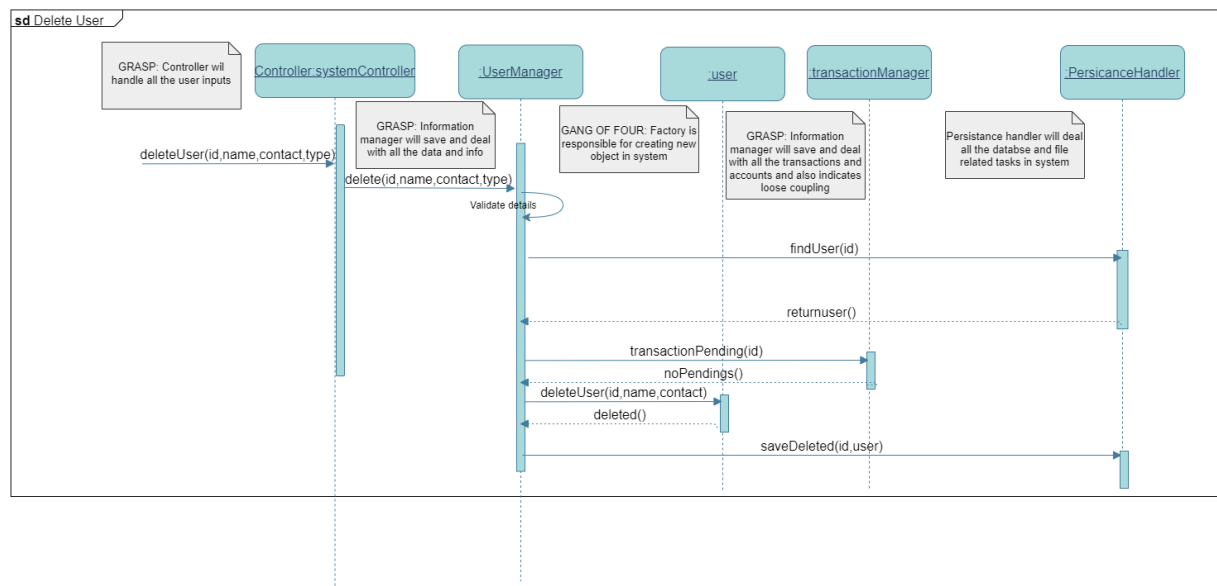 sd Delete User
GRASP: Controller wil
handle all the user inputs
Controller:systemController
:UserManager
:user
:transactionManager
:PersicanceHandler
GRASP: Information
manager will save and deal
with all the data and info
GANG OF FOUR: Factory is
responsible for creating new
object in system
GRASP: Information
manager will save and deal
with all the transactions and
accounts and also indicates
loose coupling
Persistance handler will deal
all the databse and file
related tasks in system
deleteUser(id,name,contact,type)
delete(id,name,contact,type)
Validate details
findUser(id)
returnuser()
transactionPending(id)
noPendings()
deleteUser(id,name,contact)
deleted()
saveDeleted(id,user)